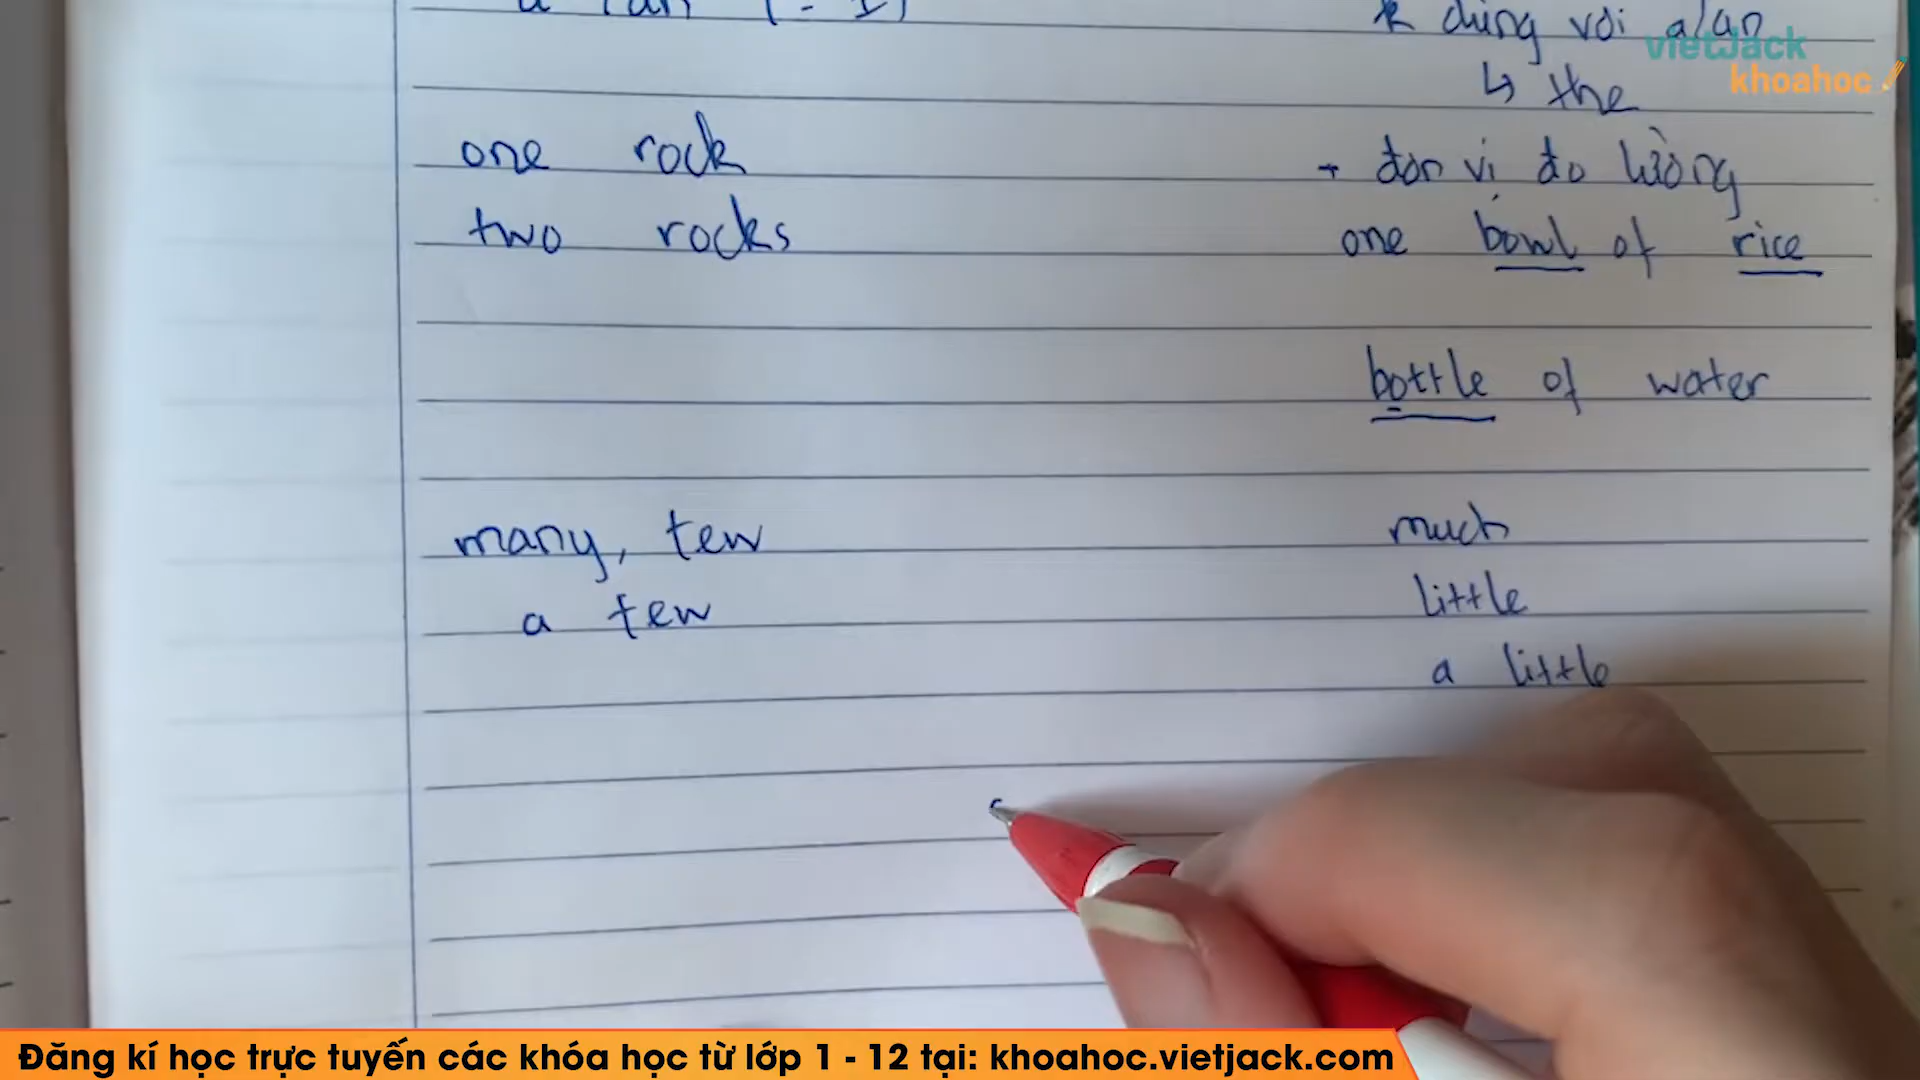 k dùng với a/an
vietJack
khoahoc
↳ the
one rock
+ đơn vị đo lường
two rocks
one bowl of rice
bottle of water
many, few
much
a few
little
a little
Đăng kí học trực tuyến các khóa học từ lớp 1 - 12 tại: khoahoc.vietjack.com